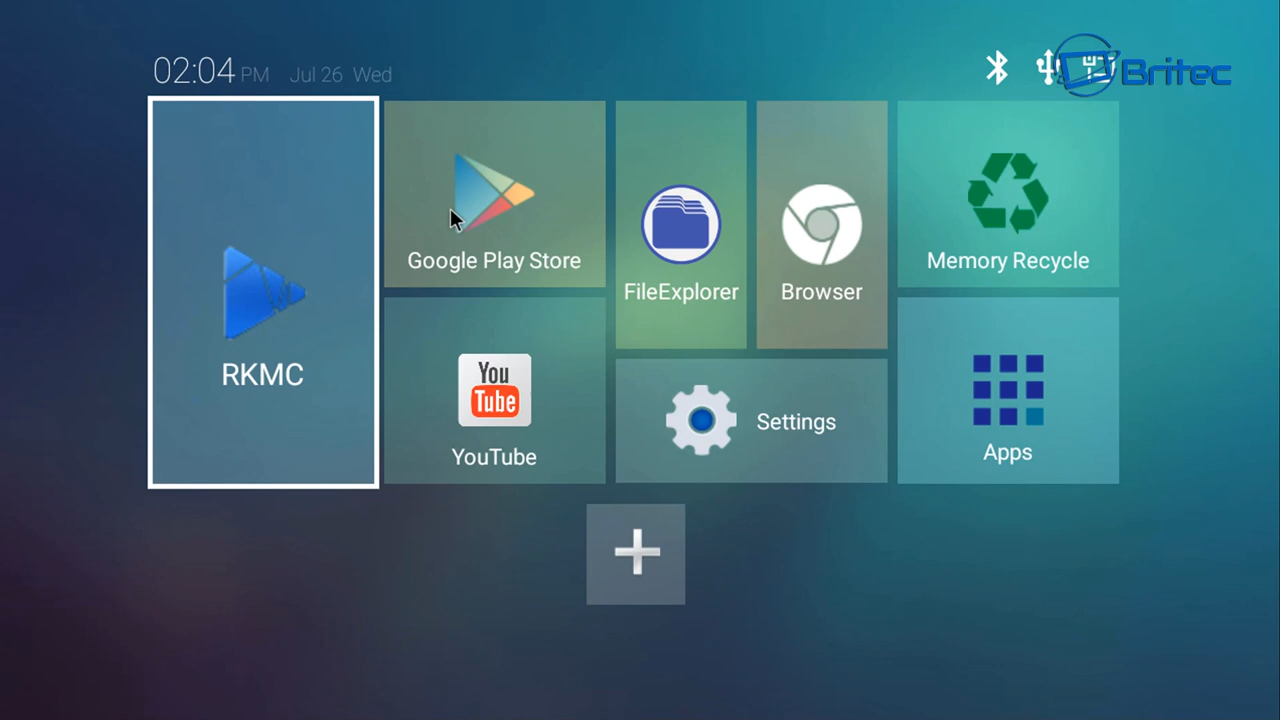 02:04 PM Jul 26 Wed
Britec
Google Play Store
Memory Recycle
FileExplorer
Browser
RKMC
You
Tube
YouTube
Settings
Apps